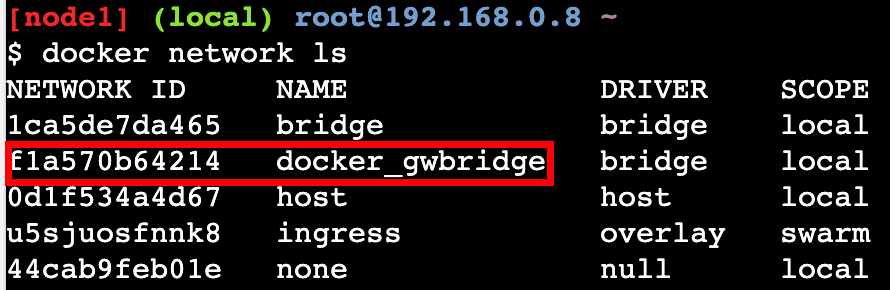 [node1] (local) root@192.168.0.8 ~
$ docker network ls
NETWORK ID NAME DRIVER SCOPE
1ca5de7da465 bridge bridge local
f1a570b64214 docker_gwbridge bridge local
0d1f534a4d67 host host local
u5sjuosfnnk8 ingress overlay swarm
44cab9feb01e none null local